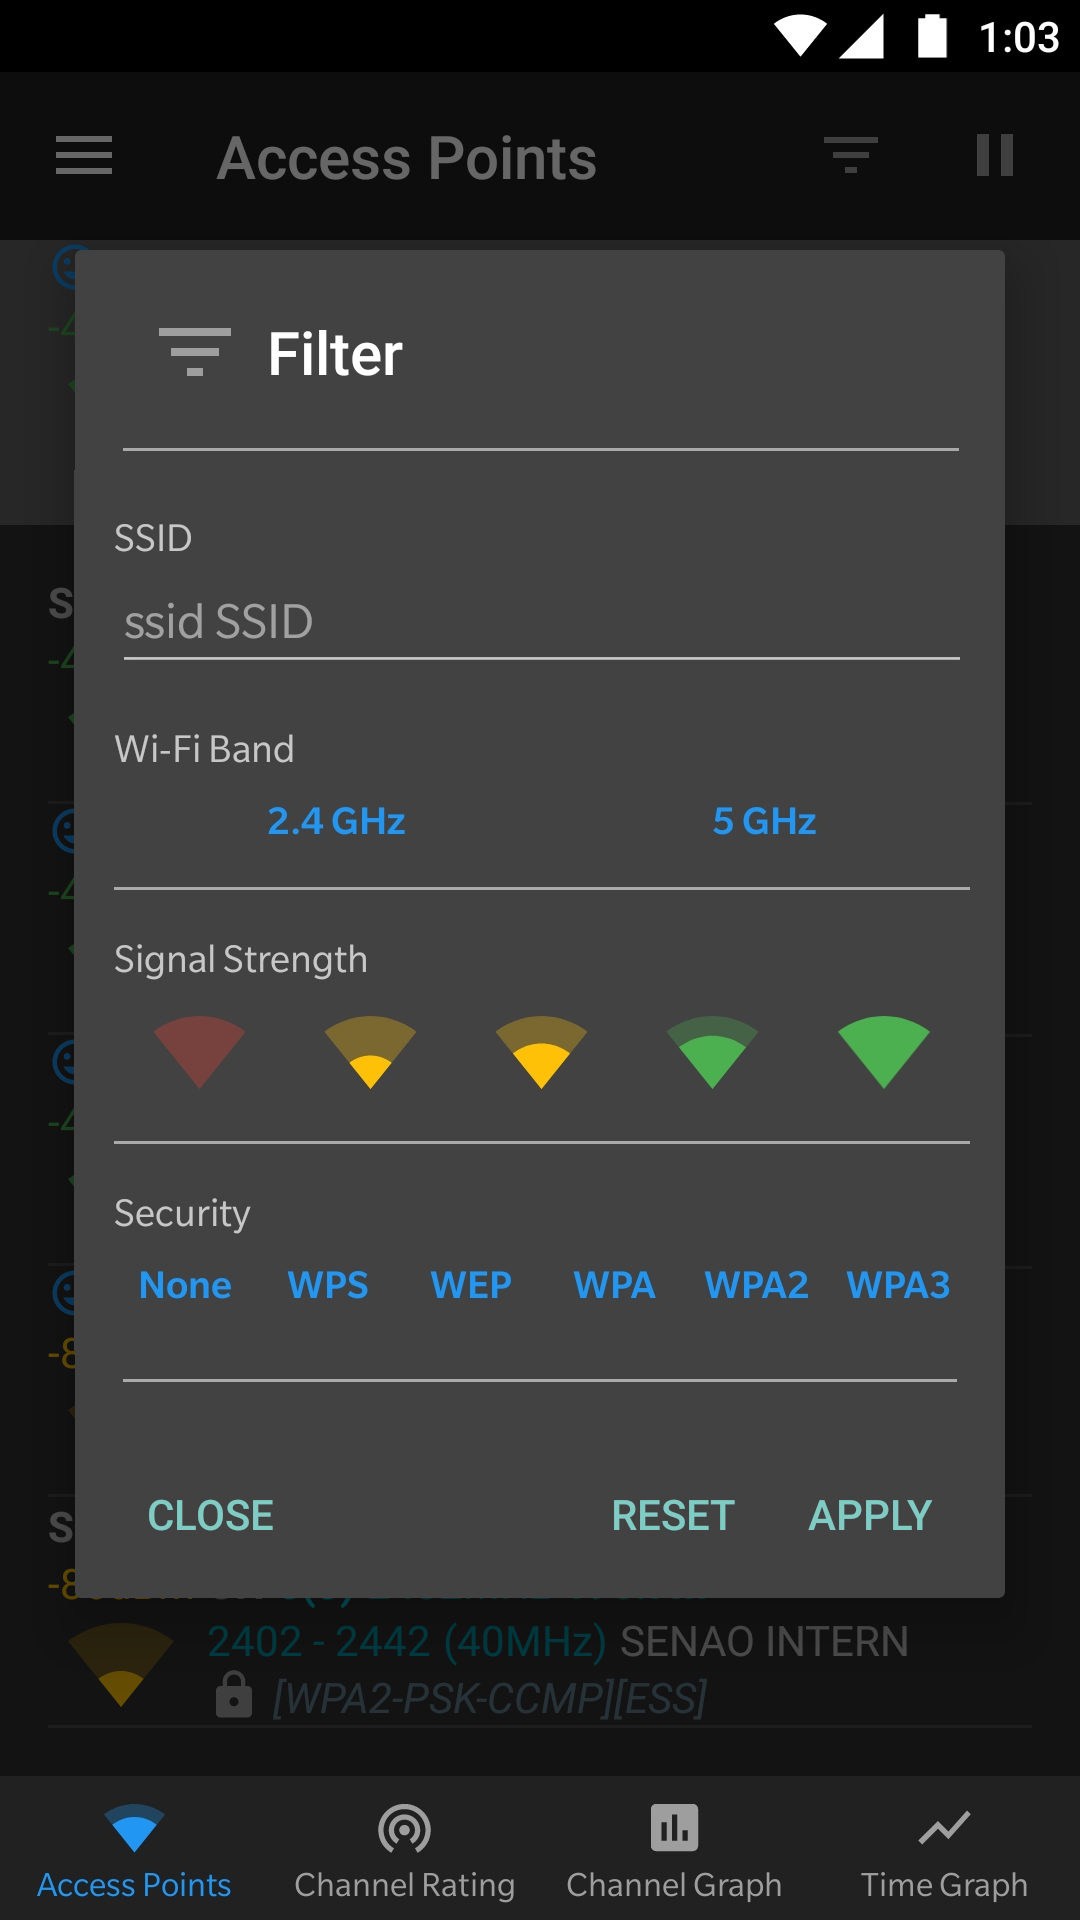 1:03
Access Points
Filter
SSID
ssid SSID
Wi-Fi Band
2.4 GHz 5 GHz
Signal Strength
Security
None WPS WEP WPA WPA2 WPA3
CLOSE RESET APPLY
2402 - 2442 (40MHz) SENAO INTERN
[WPA2-PSK-CCMP][ESS]
Access Points Channel Rating Channel Graph Time Graph